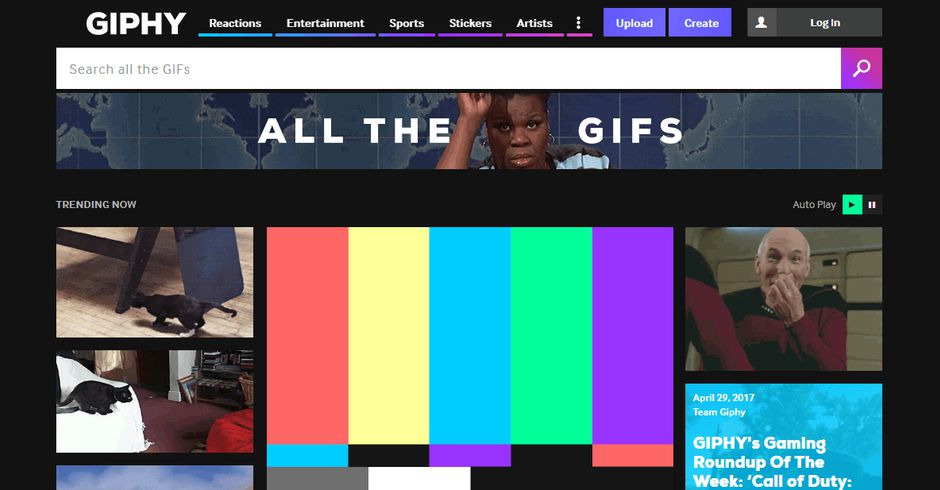 GIPHY Reactions Entertainment Sports Stickers Artists Upload Create Log In
Search all the GIFs
ALL THE GIFS
TRENDING NOW Auto Play
April 29, 2017
Team Giphy
GIPHY's Gaming
Roundup Of The
Week: ‘Call of Duty: